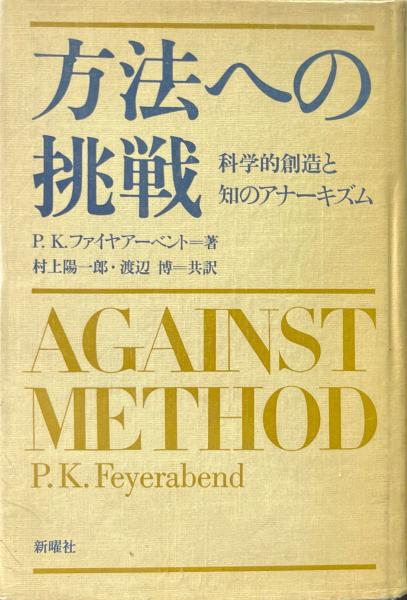 方法への
挑戦
科学的創造と
知のアナーキズム
P. K. ファイヤアーベント=著
村上陽一郎・渡辺 博=共訳
AGAINST
METHOD
P. K. Feyerabend
新曜社